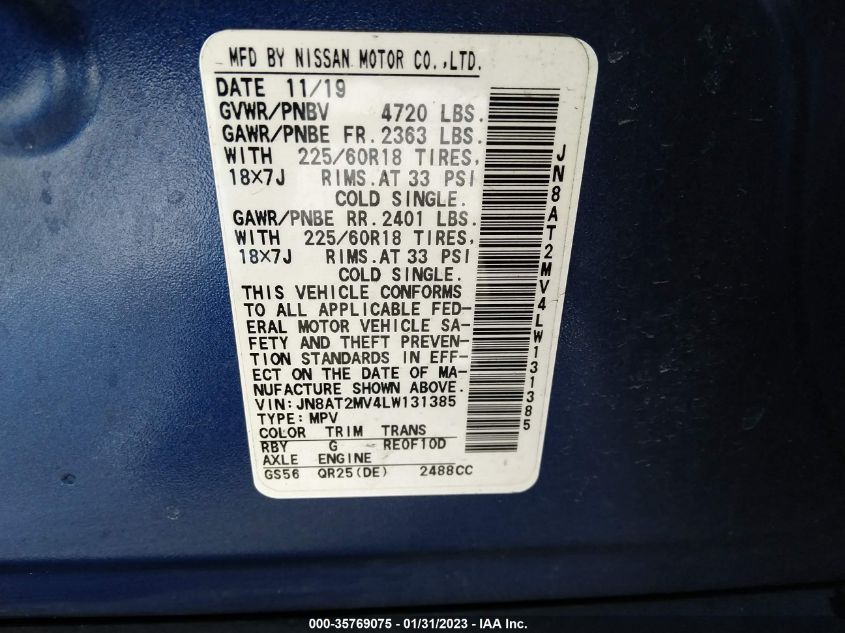 MFD BY NISSAN MOTOR CO.,LTD.
DATE 11/19
GVWR/PNBV 4720 LBS.
GAWR/PNBE FR. 2363 LBS.
WITH 225/60R18 TIRES,
18X7J RIMS.AT 33 PSI
COLD SINGLE.
GAWR/PNBE RR. 2401 LBS.
WITH 225/60R18 TIRES,
18X7J RIMS.AT 33 PSI
COLD SINGLE.
THIS VEHICLE CONFORMS
TO ALL APPLICABLE FED-
ERAL MOTOR VEHICLE SA-
FETY AND THEFT PREVEN-
TION STANDARDS IN EFF-
ECT ON THE DATE OF MA-
NUFACTURE SHOWN ABOVE.
VIN:JN8AT2MV4LW131385
TYPE:MPV
COLOR TRIM TRANS
RBY G RE0F10D
AXLE ENGINE
GS56 QR25(DE) 2488CC
JN8AT2MV4LW131385
000-35769075 - 01/31/2023 - IAA Inc.